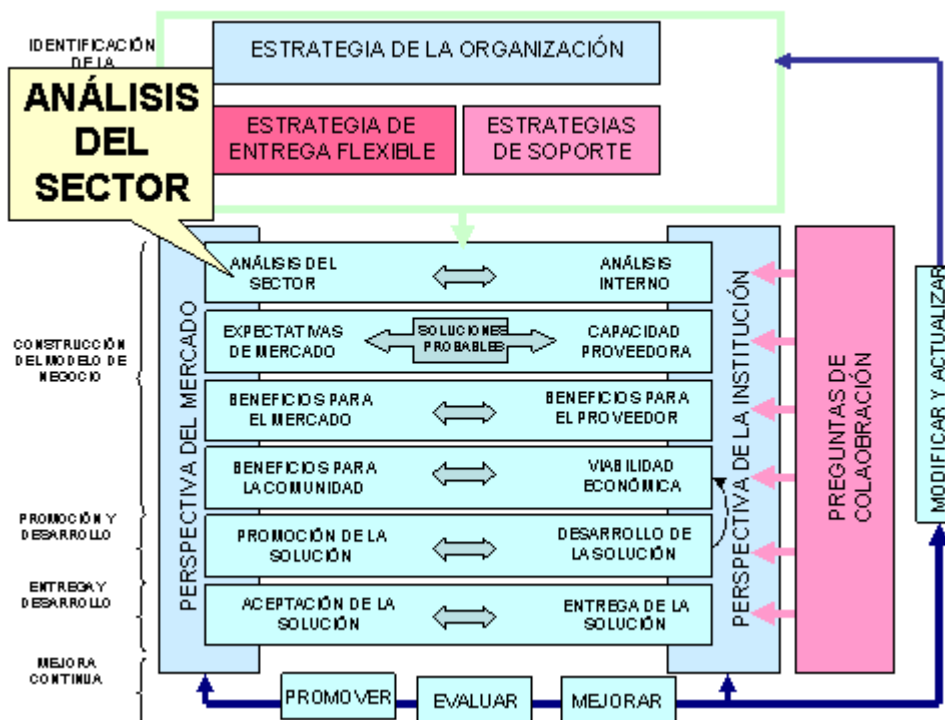 IDENTIFICACIÓN
DE LA
ESTRATEGIA DE LA ORGANIZACIÓN
ANÁLISIS
DEL
SECTOR
ESTRATEGIA DE
ENTREGA FLEXIBLE
ESTRATEGIAS
DE SOPORTE
CONSTRUCCIÓN
DEL MODELO DE
NEGOCIO
PROMOCIÓN Y
DESARROLLO
ENTREGA Y
DESARROLLO
MEJORA
CONTINUA
PERSPECTIVA DEL MERCADO
ANÁLISIS DEL
SECTOR
ANÁLISIS
INTERNO
EXPECTATIVAS
DE MERCADO
SOLUCIONES
PROBABLES
CAPACIDAD
PROVEEDORA
BENEFICIOS PARA
EL MERCADO
BENEFICIOS PARA
EL PROVEEDOR
BENEFICIOS PARA
LA COMUNIDAD
VIABILIDAD
ECONÓMICA
PROMOCIÓN DE LA
SOLUCIÓN
DESARROLLO DE
LA SOLUCIÓN
ACEPTACIÓN DE LA
SOLUCIÓN
ENTREGA DE LA
SOLUCIÓN
PERSPECTIVA DE LA INSTITUCIÓN
PREGUNTAS DE
COLAOBRACIÓN
MODIFICAR Y ACTUALIZAR
PROMOVER
EVALUAR
MEJORAR